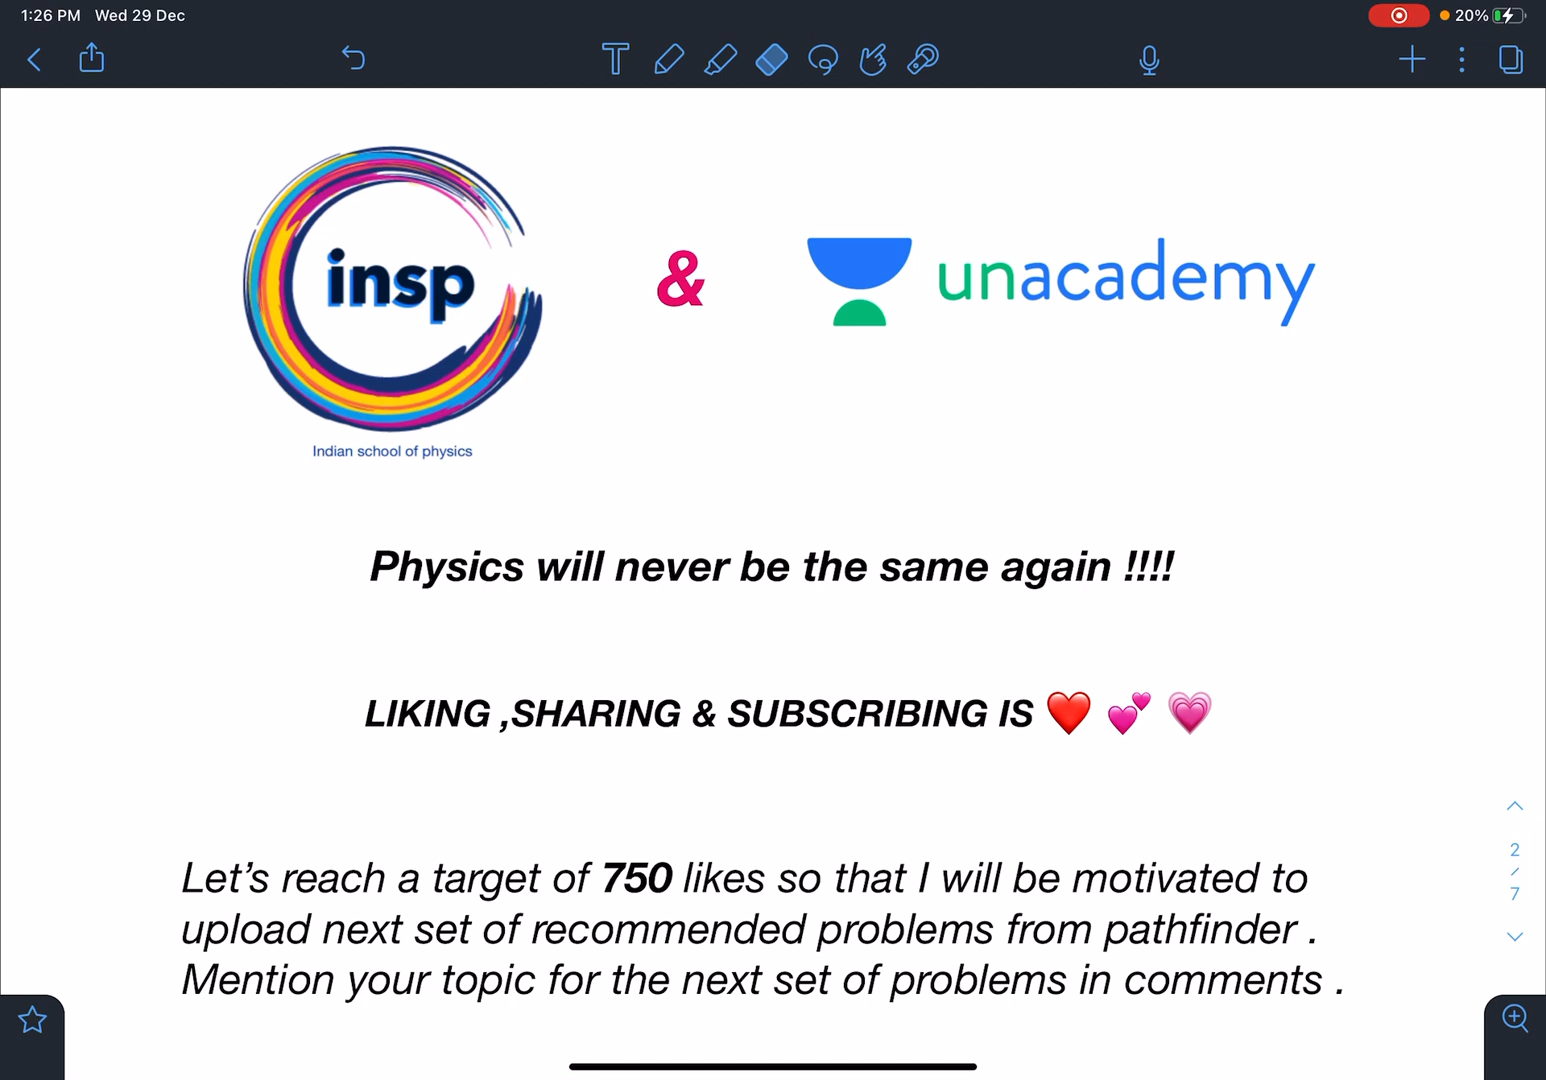 1:26 PM Wed 29 Dec
20%
insp
&
unacademy
Indian school of physics
Physics will never be the same again !!!!
LIKING ,SHARING & SUBSCRIBING IS ❤️ 💕 💗
Let’s reach a target of 750 likes so that I will be motivated to
upload next set of recommended problems from pathfinder .
Mention your topic for the next set of problems in comments .
2
/
7